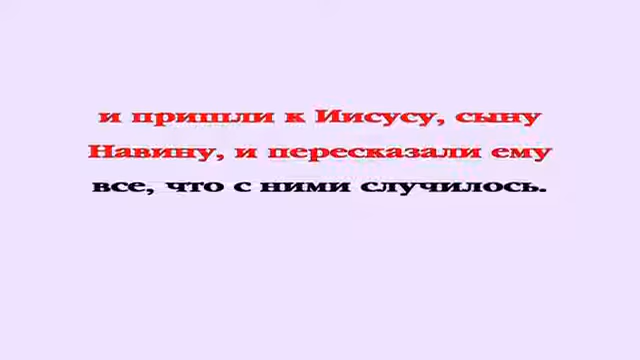 и пришли к Иисусу, сыну
Навину, и пересказали ему
все, что с ними случилось.